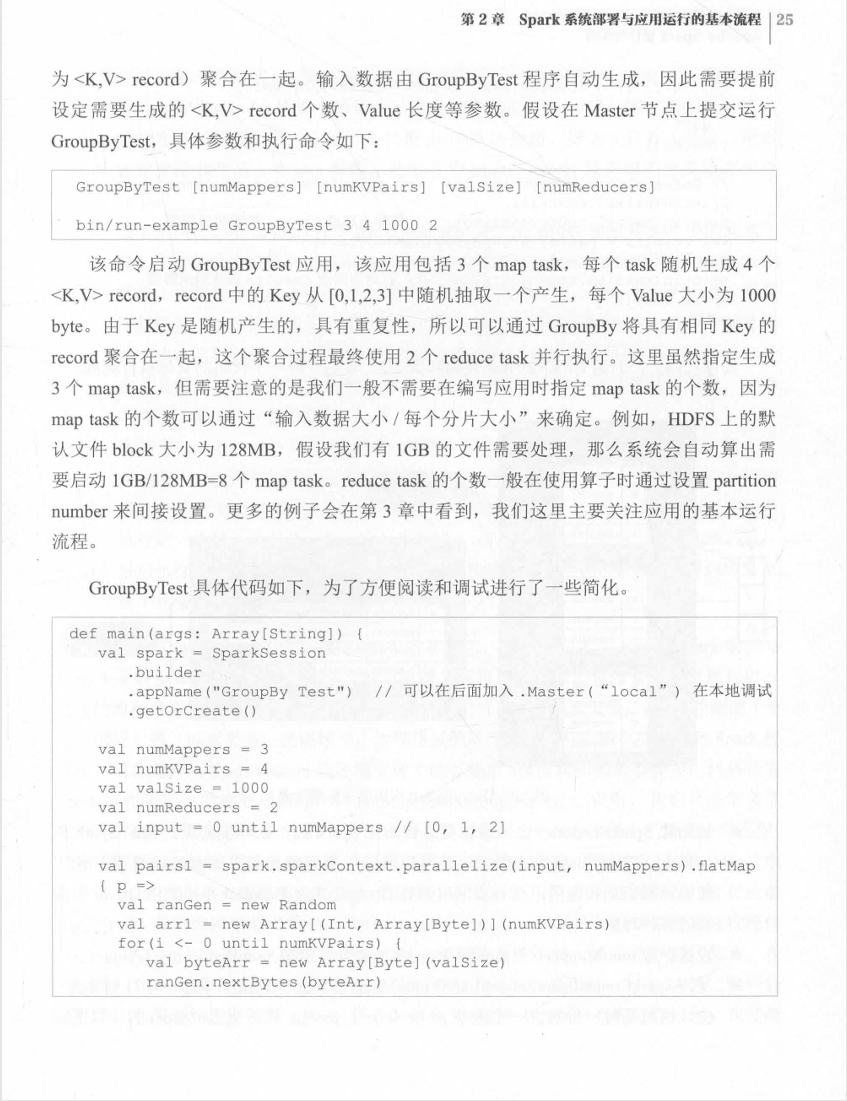 第 2 章 Spark 系统部署与应用运行的基本流程 | 25
为 <K,V> record）聚合在一起。输入数据由 GroupByTest 程序自动生成，因此需要提前
设定需要生成的 <K,V> record 个数、Value 长度等参数。假设在 Master 节点上提交运行
GroupByTest，具体参数和执行命令如下：
GroupByTest [numMappers] [numKVPairs] [valSize] [numReducers]
bin/run-example GroupByTest 3 4 1000 2
该命令启动 GroupByTest 应用，该应用包括 3 个 map task，每个 task 随机生成 4 个
<K,V> record，record 中的 Key 从 [0,1,2,3] 中随机抽取一个产生，每个 Value 大小为 1000
byte。由于 Key 是随机产生的，具有重复性，所以可以通过 GroupBy 将具有相同 Key 的
record 聚合在一起，这个聚合过程最终使用 2 个 reduce task 并行执行。这里虽然指定生成
3 个 map task，但需要注意的是我们一般不需要在编写应用时指定 map task 的个数，因为
map task 的个数可以通过“输入数据大小 / 每个分片大小”来确定。例如，HDFS 上的默
认文件 block 大小为 128MB，假设我们有 1GB 的文件需要处理，那么系统会自动算出需
要启动 1GB/128MB=8 个 map task。reduce task 的个数一般在使用算子时通过设置 partition
number 来间接设置。更多的例子会在第 3 章中看到，我们这里主要关注应用的基本运行
流程。
GroupByTest 具体代码如下，为了方便阅读和调试进行了一些简化。
def main(args: Array[String]) {
val spark = SparkSession
.builder
.appName("GroupBy Test") // 可以在后面加入 .Master(“local”) 在本地调试
.getOrCreate()
val numMappers = 3
val numKVPairs = 4
val valSize = 1000
val numReducers = 2
val input = 0 until numMappers // [0, 1, 2]
val pairs1 = spark.sparkContext.parallelize(input, numMappers).flatMap
{ p =>
val ranGen = new Random
val arr1 = new Array[(Int, Array[Byte])](numKVPairs)
for(i <- 0 until numKVPairs) {
val byteArr = new Array[Byte](valSize)
ranGen.nextBytes(byteArr)